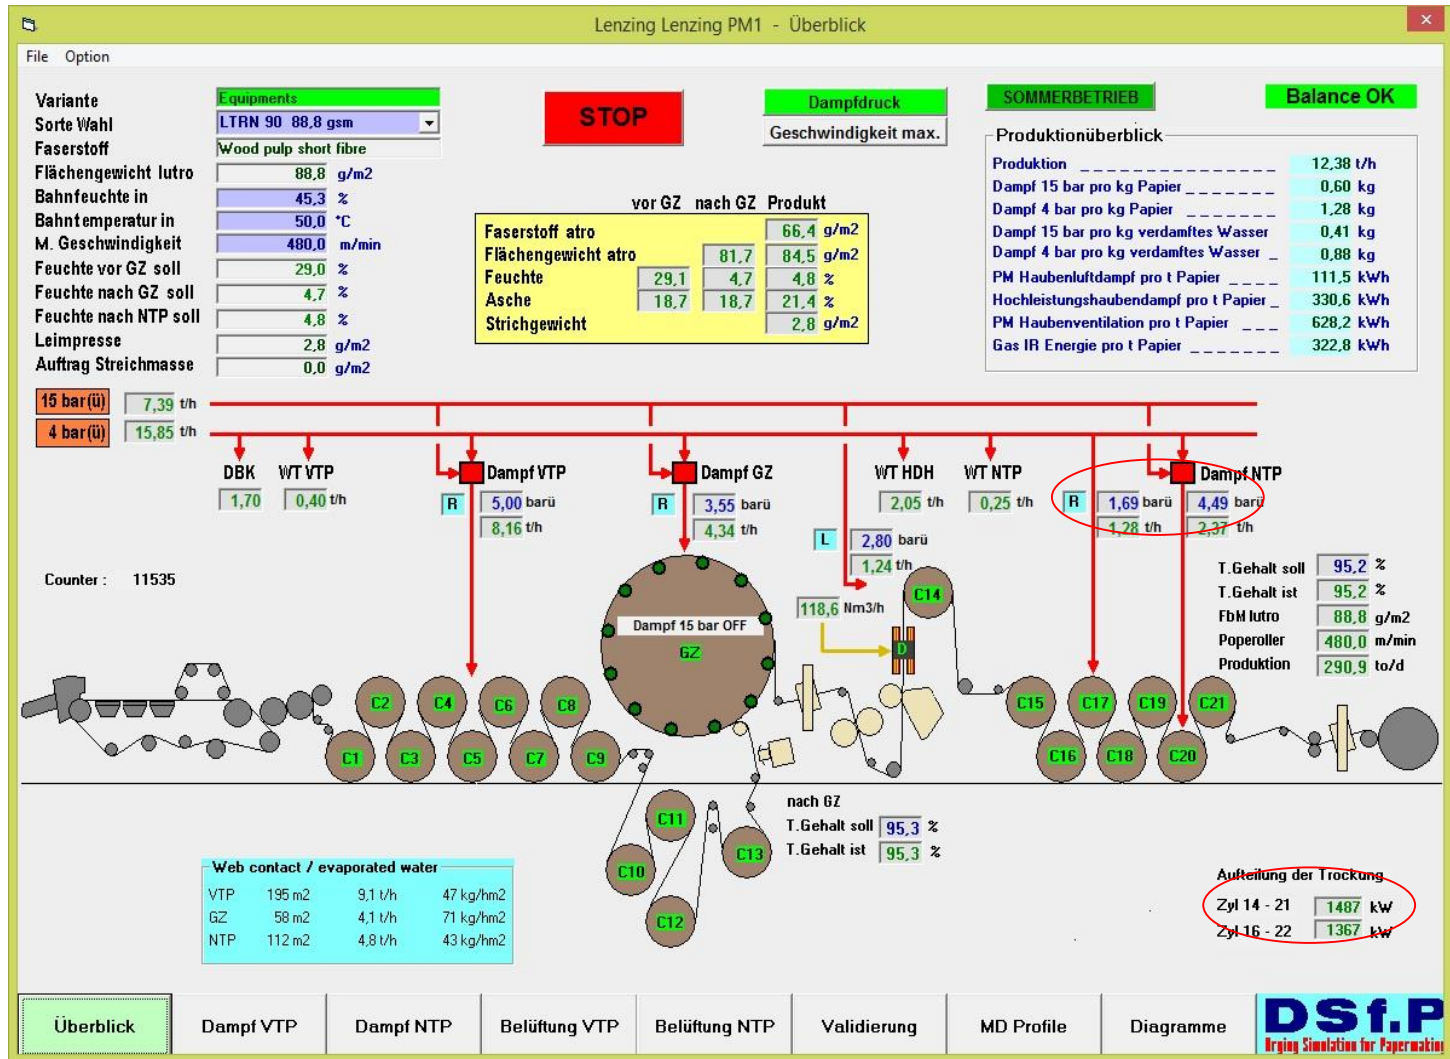 Lenzing Lenzing PM1 - Überblick
File Option
Variante Equipments
Sorte Wahl LTRN 90 88,8 gsm
Faserstoff Wood pulp short fibre
Flächengewicht lutro 88,8 g/m2
Bahnfeuchte in 45,3 %
Bahntemperatur in 50,0 °C
M. Geschwindigkeit 480,0 m/min
Feuchte vor GZ soll 29,0 %
Feuchte nach GZ soll 4,7 %
Feuchte nach NTP soll 4,8 %
Leimpresse 2,8 g/m2
Auftrag Streichmasse 0,0 g/m2
STOP
Dampfdruck
Geschwindigkeit max.
vor GZ nach GZ Produkt
Faserstoff atro 66,4 g/m2
Flächengewicht atro 81,7 84,5 g/m2
Feuchte 29,1 4,7 4,8 %
Asche 18,7 18,7 21,4 %
Strichgewicht 2,8 g/m2
SOMMERBETRIEB
Balance OK
Produktionüberblick
Produktion _ _ _ _ _ _ _ _ _ _ _ _ _ 12,38 t/h
Dampf 15 bar pro kg Papier _ _ _ _ _ _ 0,60 kg
Dampf 4 bar pro kg Papier _ _ _ _ _ _ 1,28 kg
Dampf 15 bar pro kg verdamftes Wasser 0,41 kg
Dampf 4 bar pro kg verdamftes Wasser _ 0,88 kg
PM Haubenluftdampf pro t Papier _ _ _ _ 111,5 kWh
Hochleistungshaubendampf pro t Papier _ 330,6 kWh
PM Haubenventilation pro t Papier _ _ _ 628,2 kWh
Gas IR Energie pro t Papier _ _ _ _ _ _ 322,8 kWh
15 bar(ü) 7,39 t/h
4 bar(ü) 15,85 t/h
DBK WT VTP Dampf VTP Dampf GZ WT HDH WT NTP Dampf NTP
1,70 0,40 t/h R 5,00 barü R 3,55 barü 2,05 t/h 0,25 t/h R 1,69 barü 4,49 barü
8,16 t/h 4,34 t/h 1,28 t/h 2,37 t/h
L 2,80 barü
1,24 t/h
118,6 Nm3/h
Counter : 11535
Dampf 15 bar OFF
GZ
C14
D
T.Gehalt soll 95,2 %
T.Gehalt ist 95,2 %
FbM lutro 88,8 g/m2
Poperoller 480,0 m/min
Produktion 290,9 to/d
C2 C4 C6 C8 C15 C17 C19 C21
C1 C3 C5 C7 C9 C16 C18 C20
C11
C10 C13
C12
nach GZ
T.Gehalt soll 95,3 %
T.Gehalt ist 95,3 %
Web contact / evaporated water
VTP 195 m2 9,1 t/h 47 kg/hm2
GZ 58 m2 4,1 t/h 71 kg/hm2
NTP 112 m2 4,8 t/h 43 kg/hm2
Aufteilung der Trockung
Zyl 14 - 21 1487 kW
Zyl 16 - 22 1367 kW
Überblick Dampf VTP Dampf NTP Belüftung VTP Belüftung NTP Validierung MD Profile Diagramme
DSf.P
Drying Simulation for Papermaking